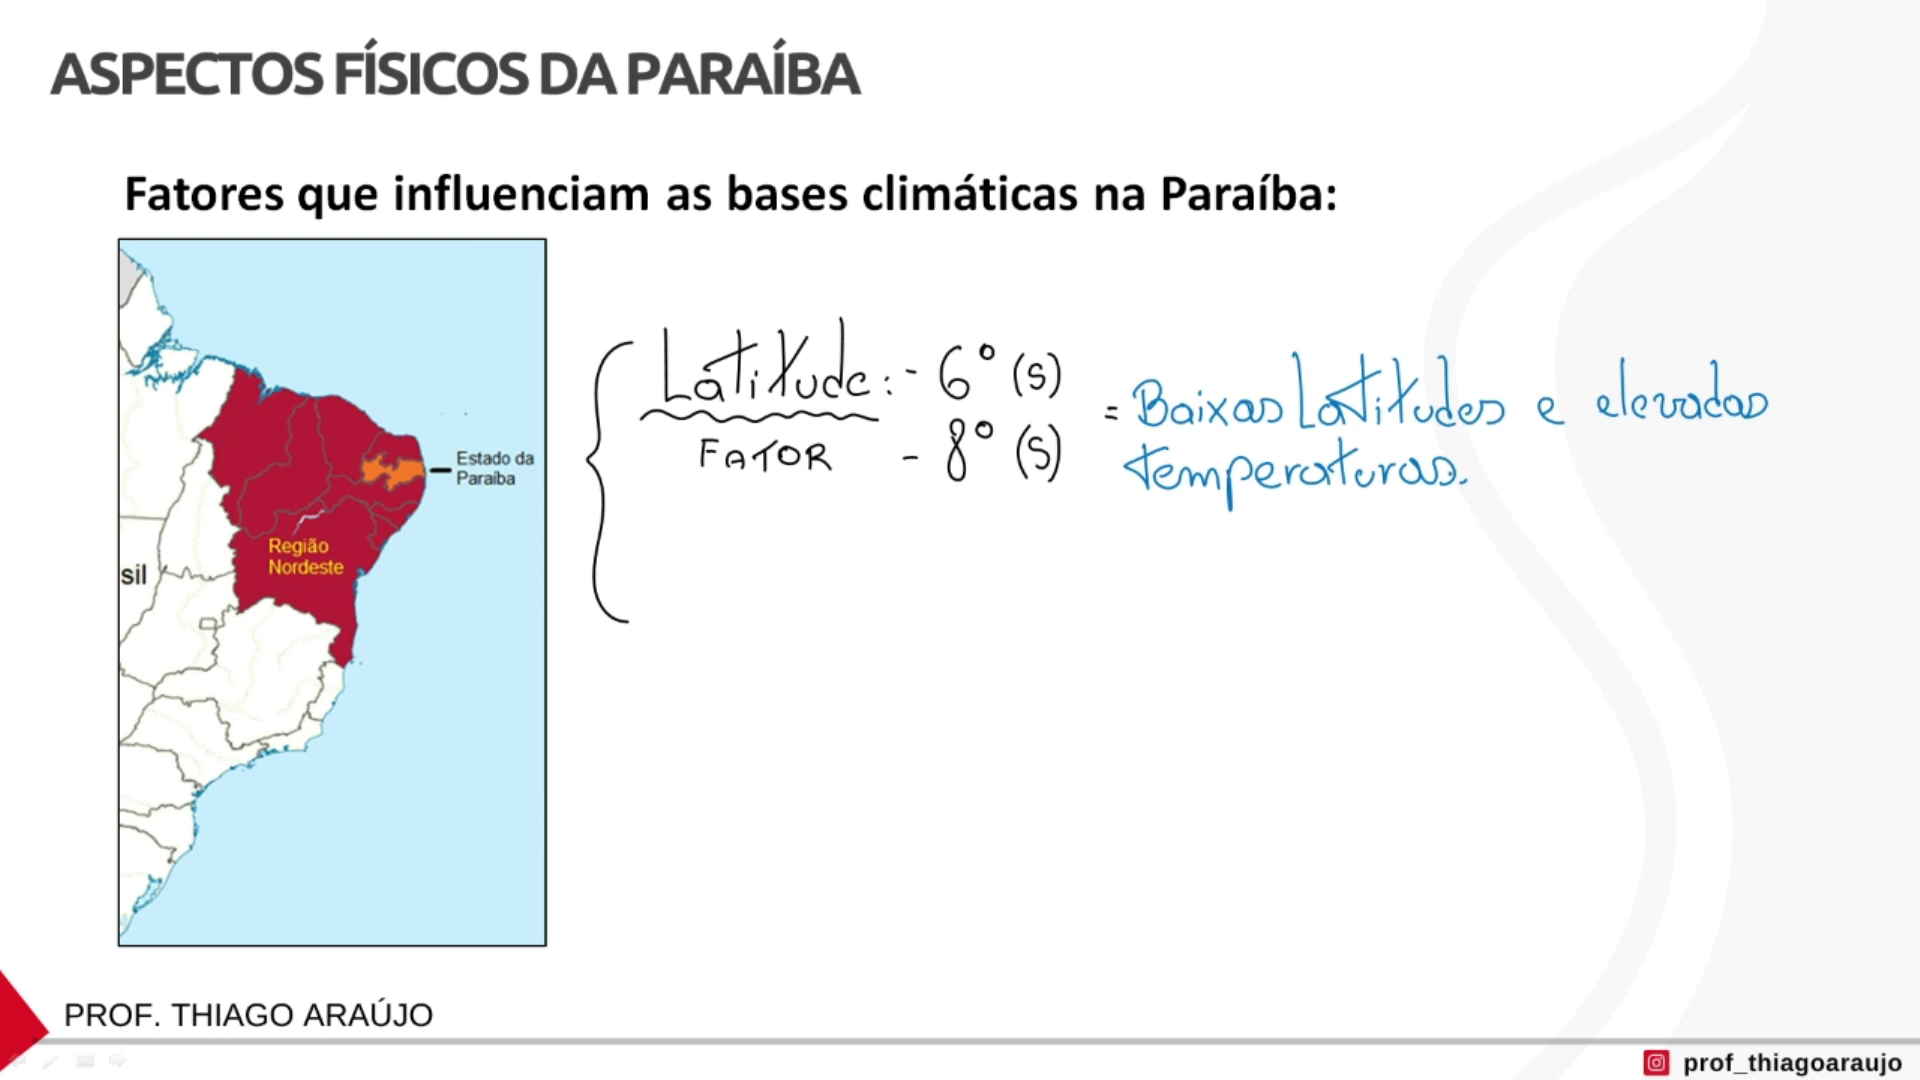 ASPECTOS FÍSICOS DA PARAÍBA
Fatores que influenciam as bases climáticas na Paraíba:
Estado da
Paraíba
Região
Nordeste
sil
Latitude: - 6° (s)
FATOR - 8° (s)
= Baixas Latitudes e elevadas
temperaturas.
PROF. THIAGO ARAÚJO
prof_thiagoaraujo